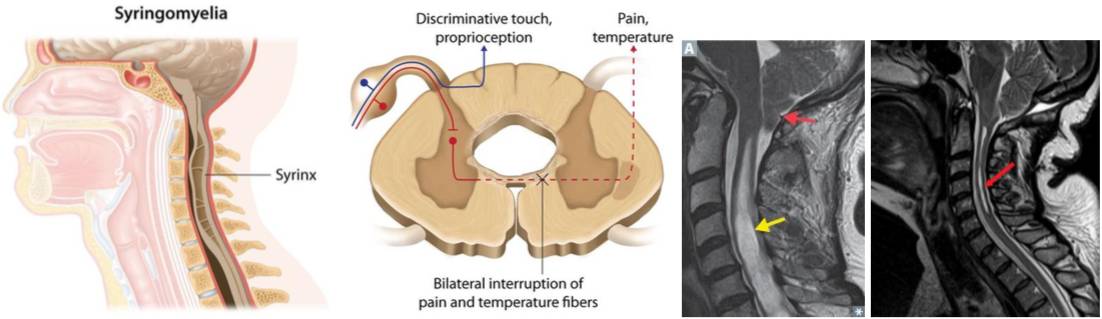 Syringomyelia
Syrinx
Discriminative touch,
proprioception
Pain,
temperature
Bilateral interruption of
pain and temperature fibers
A
*